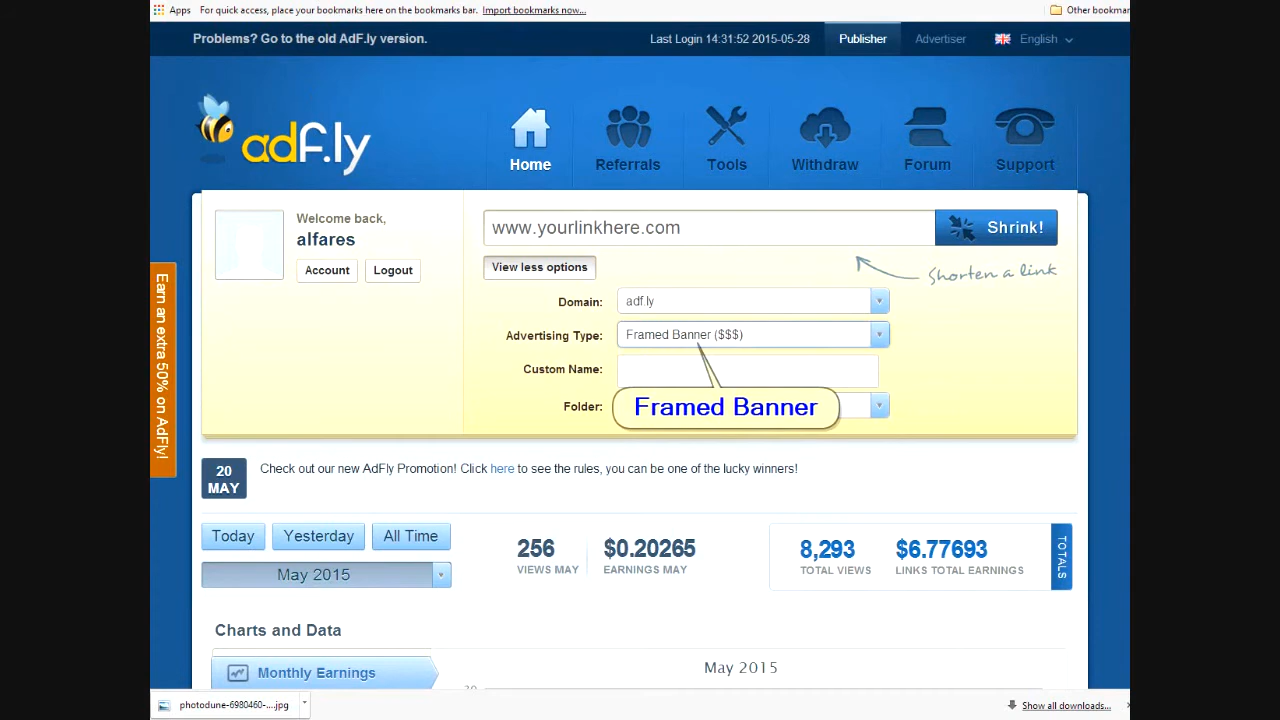 Apps For quick access, place your bookmarks here on the bookmarks bar. Import bookmarks now... Other bookmar
Problems? Go to the old AdF.ly version. Last Login 14:31:52 2015-05-28 Publisher Advertiser English
adf.ly
Home Referrals Tools Withdraw Forum Support
Welcome back,
alfares
Account Logout
www.yourlinkhere.com Shrink!
View less options
Shorten a link
Domain: adf.ly
Advertising Type: Framed Banner ($$$)
Custom Name:
Folder:
Framed Banner
Earn an extra 50% on AdFly!
20
MAY
Check out our new AdFly Promotion! Click here to see the rules, you can be one of the lucky winners!
Today Yesterday All Time
May 2015
256
VIEWS MAY
$0.20265
EARNINGS MAY
8,293
TOTAL VIEWS
$6.77693
LINKS TOTAL EARNINGS
TOTALS
Charts and Data
Monthly Earnings
May 2015
photodune-6980460-....jpg Show all downloads...